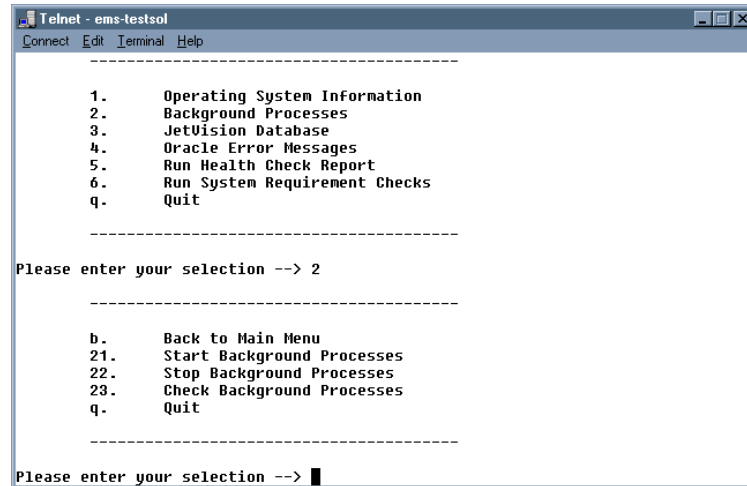 Telnet - ems-testsol
Connect Edit Terminal Help
----------------------------------------
1. Operating System Information
2. Background Processes
3. JetVision Database
4. Oracle Error Messages
5. Run Health Check Report
6. Run System Requirement Checks
q. Quit
----------------------------------------
Please enter your selection --> 2
----------------------------------------
b. Back to Main Menu
21. Start Background Processes
22. Stop Background Processes
23. Check Background Processes
q. Quit
----------------------------------------
Please enter your selection -->